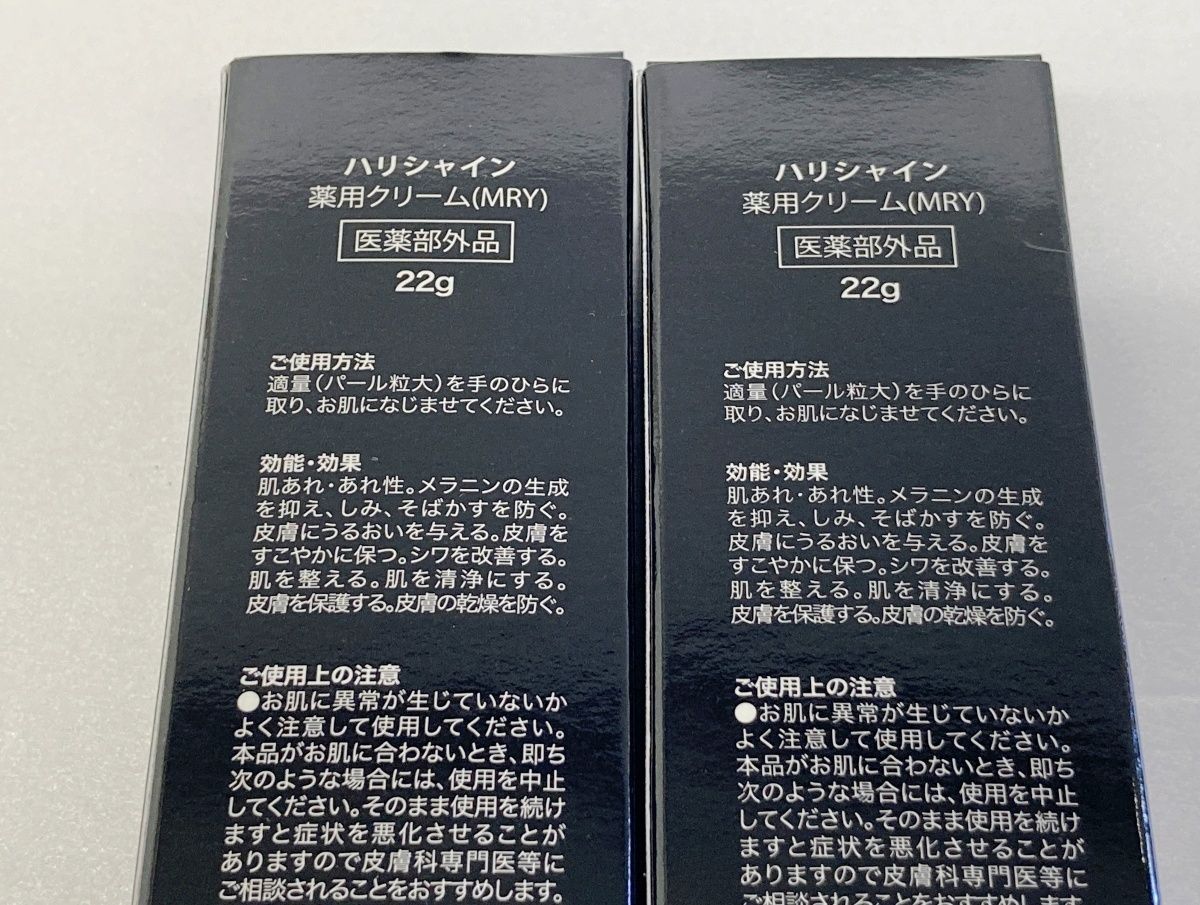 ハリシャイン
薬用クリーム(MRY)
医薬部外品
22g
ご使用方法
適量(パール粒大)を手のひらに
取り、お肌になじませてください。
効能・効果
肌あれ・あれ性。メラニンの生成
を抑え、しみ、そばかすを防ぐ。
皮膚にうるおいを与える。皮膚を
すこやかに保つ。シワを改善する。
肌を整える。肌を清浄にする。
皮膚を保護する。皮膚の乾燥を防ぐ。
ご使用上の注意
●お肌に異常が生じていないか
よく注意して使用してください。
本品がお肌に合わないとき、即ち
次のような場合には、使用を中止
してください。そのまま使用を続け
ますと症状を悪化させることが
ありますので皮膚科専門医等に
ご相談されることをおすすめします。
ハリシャイン
薬用クリーム(MRY)
医薬部外品
22g
ご使用方法
適量(パール粒大)を手のひらに
取り、お肌になじませてください。
効能・効果
肌あれ・あれ性。メラニンの生成
を抑え、しみ、そばかすを防ぐ。
皮膚にうるおいを与える。皮膚を
すこやかに保つ。シワを改善する。
肌を整える。肌を清浄にする。
皮膚を保護する。皮膚の乾燥を防ぐ。
ご使用上の注意
●お肌に異常が生じていないか
よく注意して使用してください。
本品がお肌に合わないとき、即ち
次のような場合には、使用を中止
してください。そのまま使用を続け
ますと症状を悪化させることが
ありますので皮膚科専門医等に
ご相談されることをおすすめします